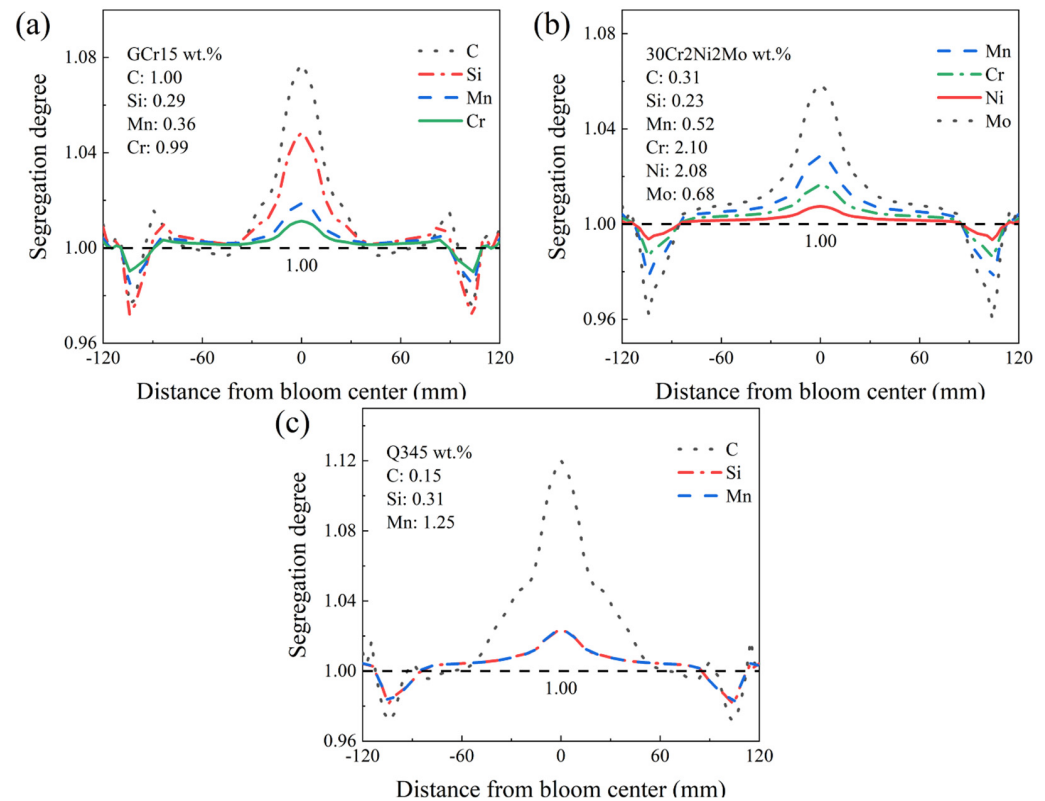 (a)
1.08
1.04
1.00
0.96
Segregation degree
GCr15 wt.%
C: 1.00
Si: 0.29
Mn: 0.36
Cr: 0.99
C
Si
Mn
Cr
1.00
-120
-60
0
60
120
Distance from bloom center (mm)
(b)
1.08
1.04
1.00
0.96
Segregation degree
30Cr2Ni2Mo wt.%
C: 0.31
Si: 0.23
Mn: 0.52
Cr: 2.10
Ni: 2.08
Mo: 0.68
Mn
Cr
Ni
Mo
1.00
-120
-60
0
60
120
Distance from bloom center (mm)
(c)
1.12
1.08
1.04
1.00
0.96
Segregation degree
Q345 wt.%
C: 0.15
Si: 0.31
Mn: 1.25
C
Si
Mn
1.00
-120
-60
0
60
120
Distance from bloom center (mm)